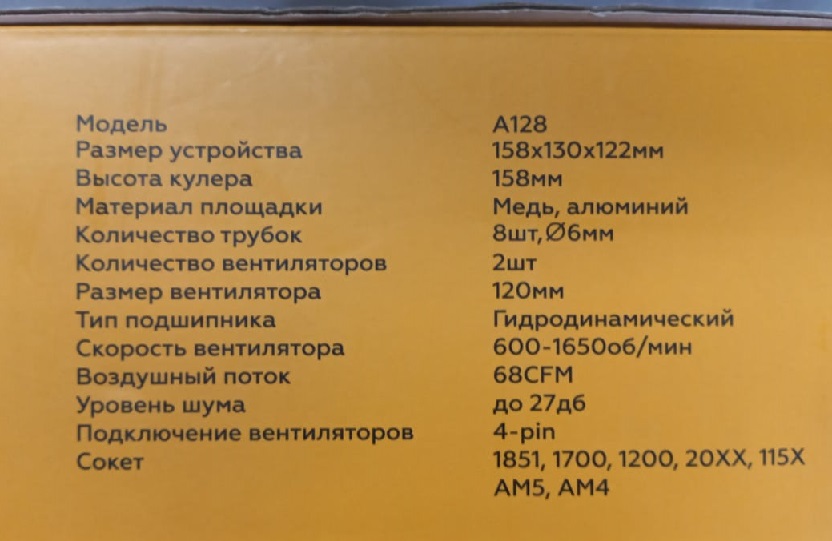 Модель A128
Размер устройства 158x130x122мм
Высота кулера 158мм
Материал площадки Медь, алюминий
Количество трубок 8шт,Ø6мм
Количество вентиляторов 2шт
Размер вентилятора 120мм
Тип подшипника Гидродинамический
Скорость вентилятора 600-1650об/мин
Воздушный поток 68CFM
Уровень шума до 27дб
Подключение вентиляторов 4-pin
Сокет 1851, 1700, 1200, 20XX, 115X
AM5, AM4